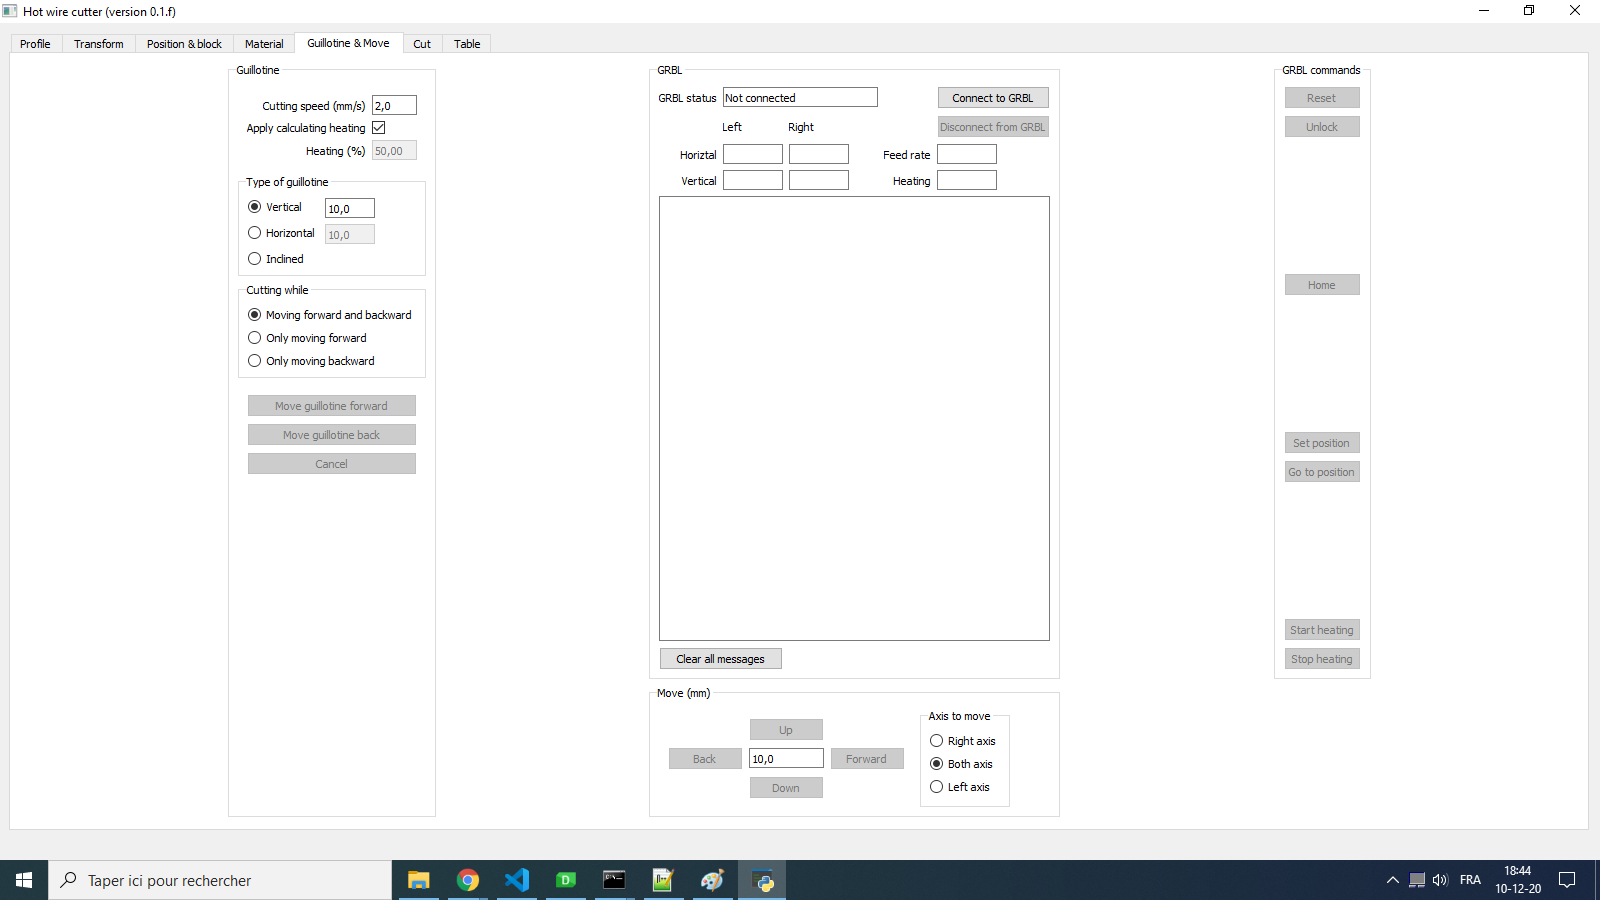 Hot wire cutter (version 0.1.f)
Profile Transform Position & block Material Guillotine & Move Cut Table
Guillotine
Cutting speed (mm/s) 2,0
Apply calculating heating
Heating (%) 50,00
Type of guillotine
Vertical 10,0
Horizontal 10,0
Inclined
Cutting while
Moving forward and backward
Only moving forward
Only moving backward
Move guillotine forward
Move guillotine back
Cancel
GRBL
GRBL status Not connected Connect to GRBL
Left Right Disconnect from GRBL
Horiztal Feed rate
Vertical Heating
Clear all messages
Move (mm)
Up
Back 10,0 Forward
Down
Axis to move
Right axis
Both axis
Left axis
GRBL commands
Reset
Unlock
Home
Set position
Go to position
Start heating
Stop heating
Taper ici pour rechercher
FRA
18:44
10-12-20